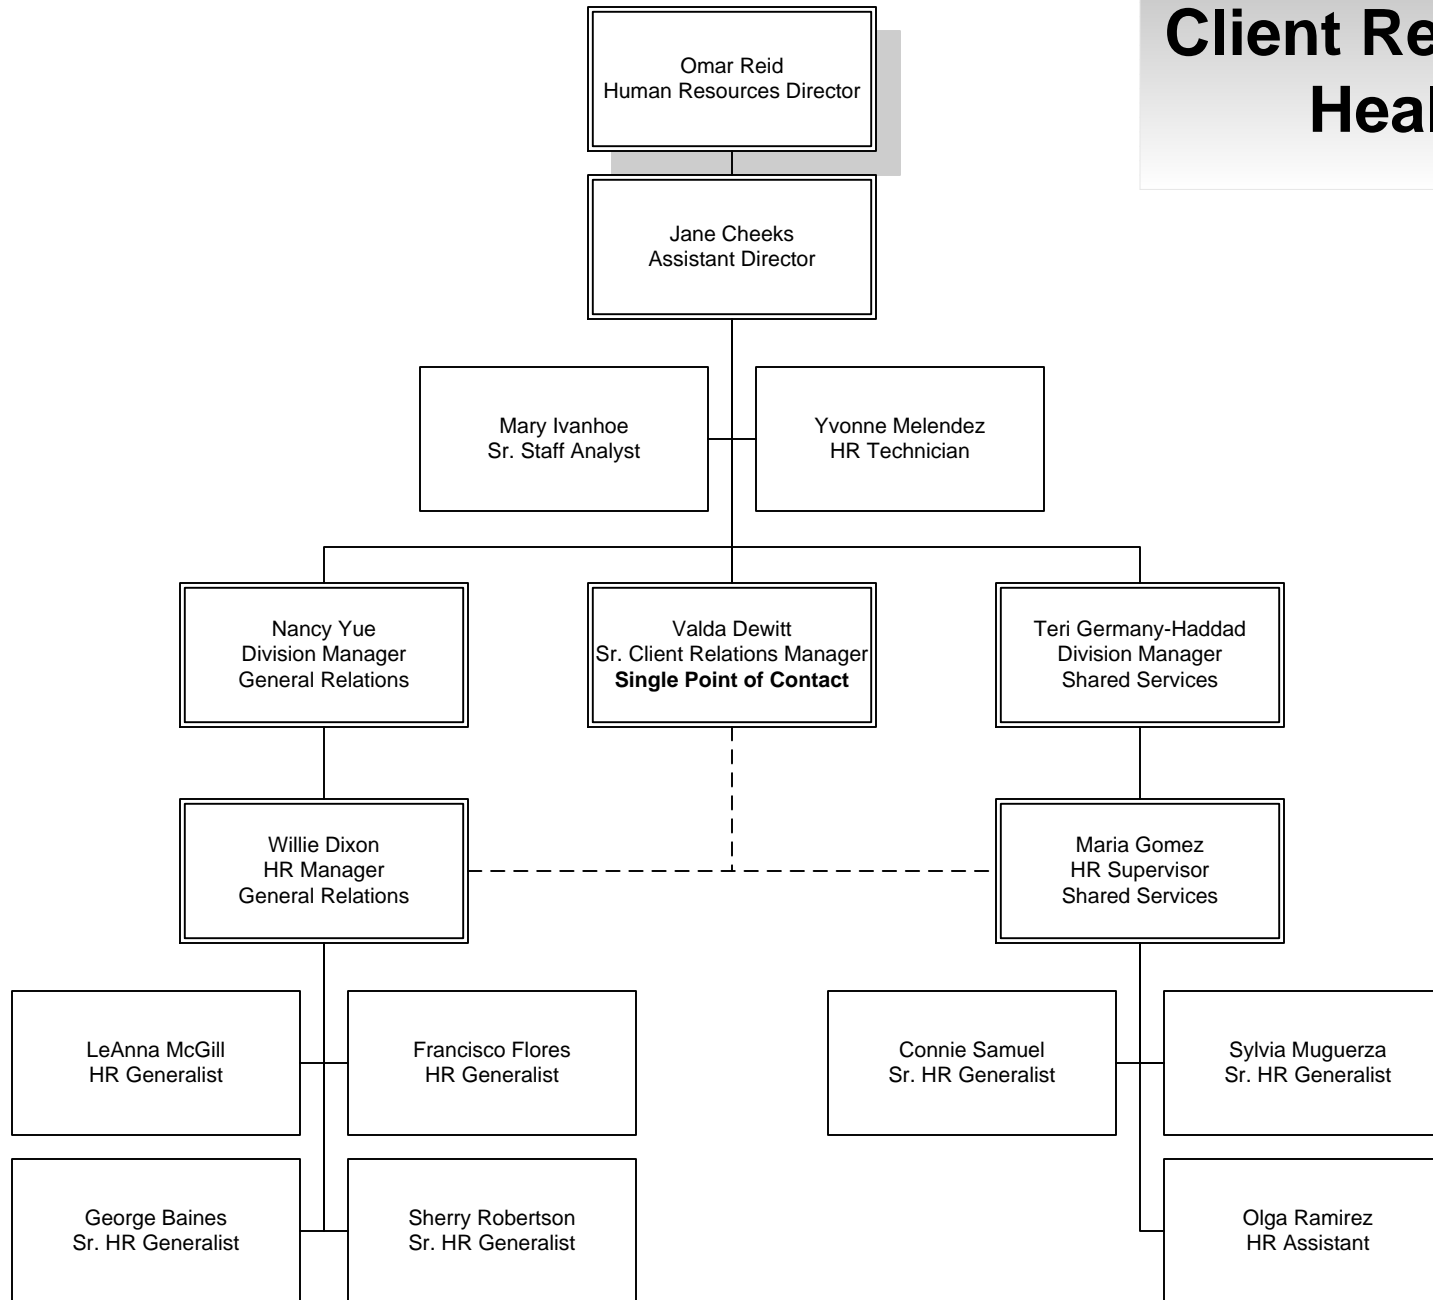 Client Re
Heal
Omar Reid
Human Resources Director
Jane Cheeks
Assistant Director
Mary Ivanhoe
Sr. Staff Analyst
Yvonne Melendez
HR Technician
Nancy Yue
Division Manager
General Relations
Valda Dewitt
Sr. Client Relations Manager
Single Point of Contact
Teri Germany-Haddad
Division Manager
Shared Services
Willie Dixon
HR Manager
General Relations
Maria Gomez
HR Supervisor
Shared Services
LeAnna McGill
HR Generalist
Francisco Flores
HR Generalist
Connie Samuel
Sr. HR Generalist
Sylvia Muguerza
Sr. HR Generalist
George Baines
Sr. HR Generalist
Sherry Robertson
Sr. HR Generalist
Olga Ramirez
HR Assistant